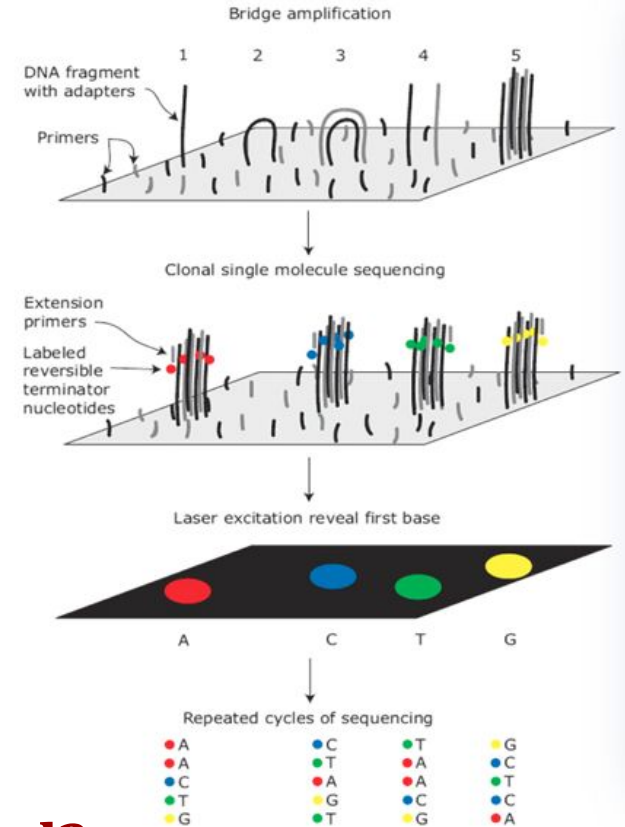 Bridge amplification
1 2 3 4 5
DNA fragment
with adapters
Primers
Clonal single molecule sequencing
Extension
primers
Labeled
reversible
terminator
nucleotides
Laser excitation reveal first base
A C T G
Repeated cycles of sequencing
A C T G
A T A C
C A A T
T G C C
G T G A